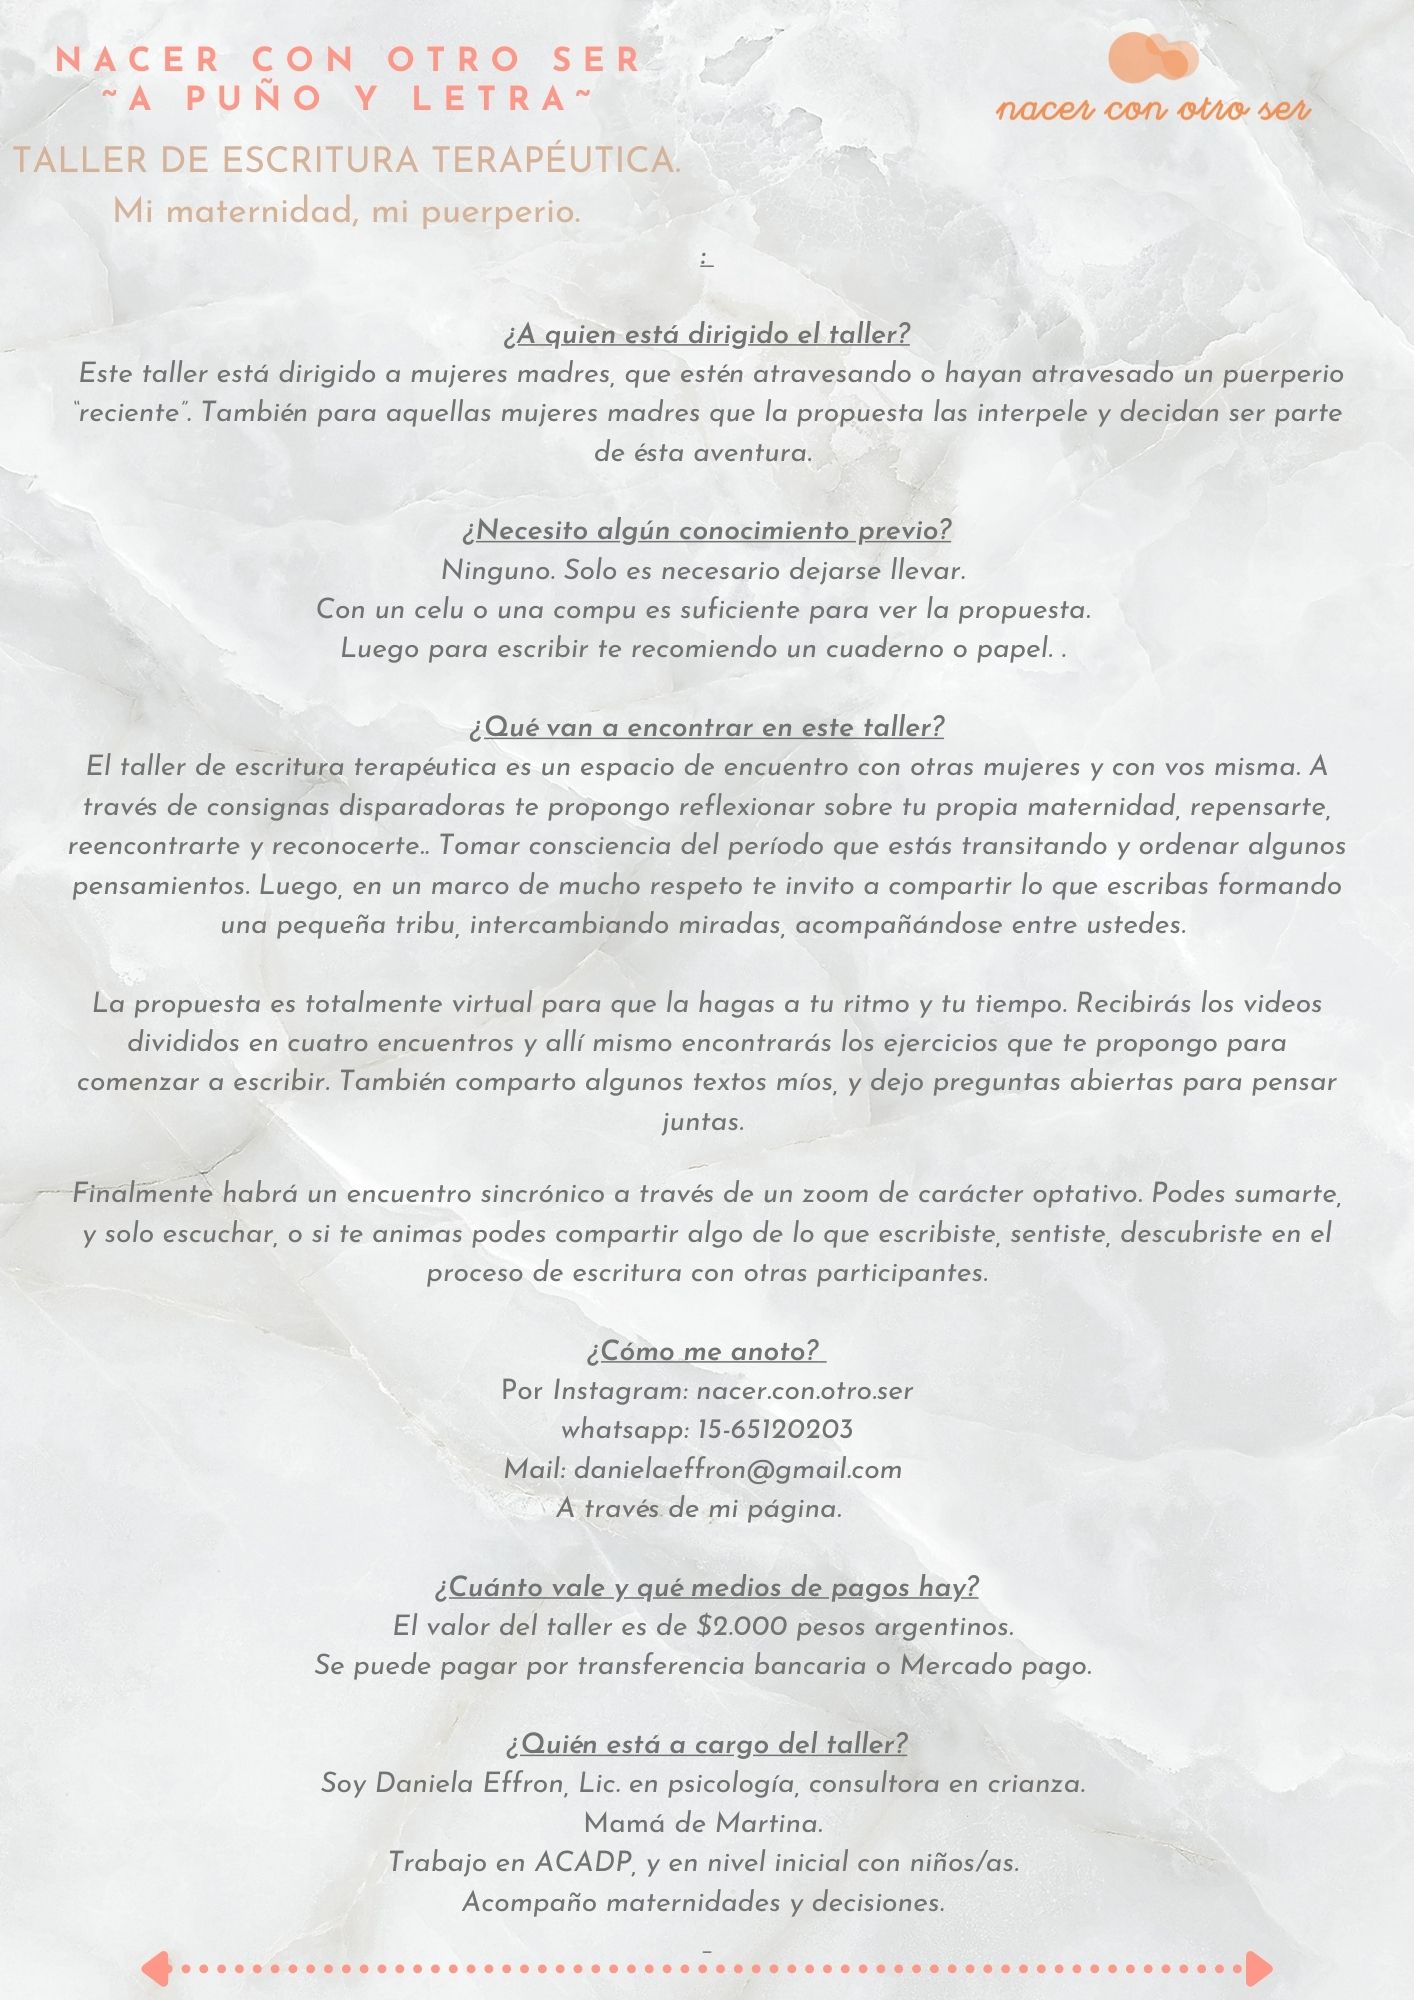 NACER CON OTRO SER
~A PUÑO Y LETRA~
nacer con otro ser
TALLER DE ESCRITURA TERAPÉUTICA.
Mi maternidad, mi puerperio.
:
¿A quien está dirigido el taller?
Este taller está dirigido a mujeres madres, que estén atravesando o hayan atravesado un puerperio
“reciente”. También para aquellas mujeres madres que la propuesta las interpele y decidan ser parte
de ésta aventura.
¿Necesito algún conocimiento previo?
Ninguno. Solo es necesario dejarse llevar.
Con un celu o una compu es suficiente para ver la propuesta.
Luego para escribir te recomiendo un cuaderno o papel. .
¿Qué van a encontrar en este taller?
El taller de escritura terapéutica es un espacio de encuentro con otras mujeres y con vos misma. A
través de consignas disparadoras te propongo reflexionar sobre tu propia maternidad, repensarte,
reencontrarte y reconocerte.. Tomar consciencia del período que estás transitando y ordenar algunos
pensamientos. Luego, en un marco de mucho respeto te invito a compartir lo que escribas formando
una pequeña tribu, intercambiando miradas, acompañándose entre ustedes.
La propuesta es totalmente virtual para que la hagas a tu ritmo y tu tiempo. Recibirás los videos
divididos en cuatro encuentros y allí mismo encontrarás los ejercicios que te propongo para
comenzar a escribir. También comparto algunos textos míos, y dejo preguntas abiertas para pensar
juntas.
Finalmente habrá un encuentro sincrónico a través de un zoom de carácter optativo. Podes sumarte,
y solo escuchar, o si te animas podes compartir algo de lo que escribiste, sentiste, descubriste en el
proceso de escritura con otras participantes.
¿Cómo me anoto?
Por Instagram: nacer.con.otro.ser
whatsapp: 15-65120203
Mail: danielaeffron@gmail.com
A través de mi página.
¿Cuánto vale y qué medios de pagos hay?
El valor del taller es de $2.000 pesos argentinos.
Se puede pagar por transferencia bancaria o Mercado pago.
¿Quién está a cargo del taller?
Soy Daniela Effron, Lic. en psicología, consultora en crianza.
Mamá de Martina.
Trabajo en ACADP, y en nivel inicial con niños/as.
Acompaño maternidades y decisiones.
–